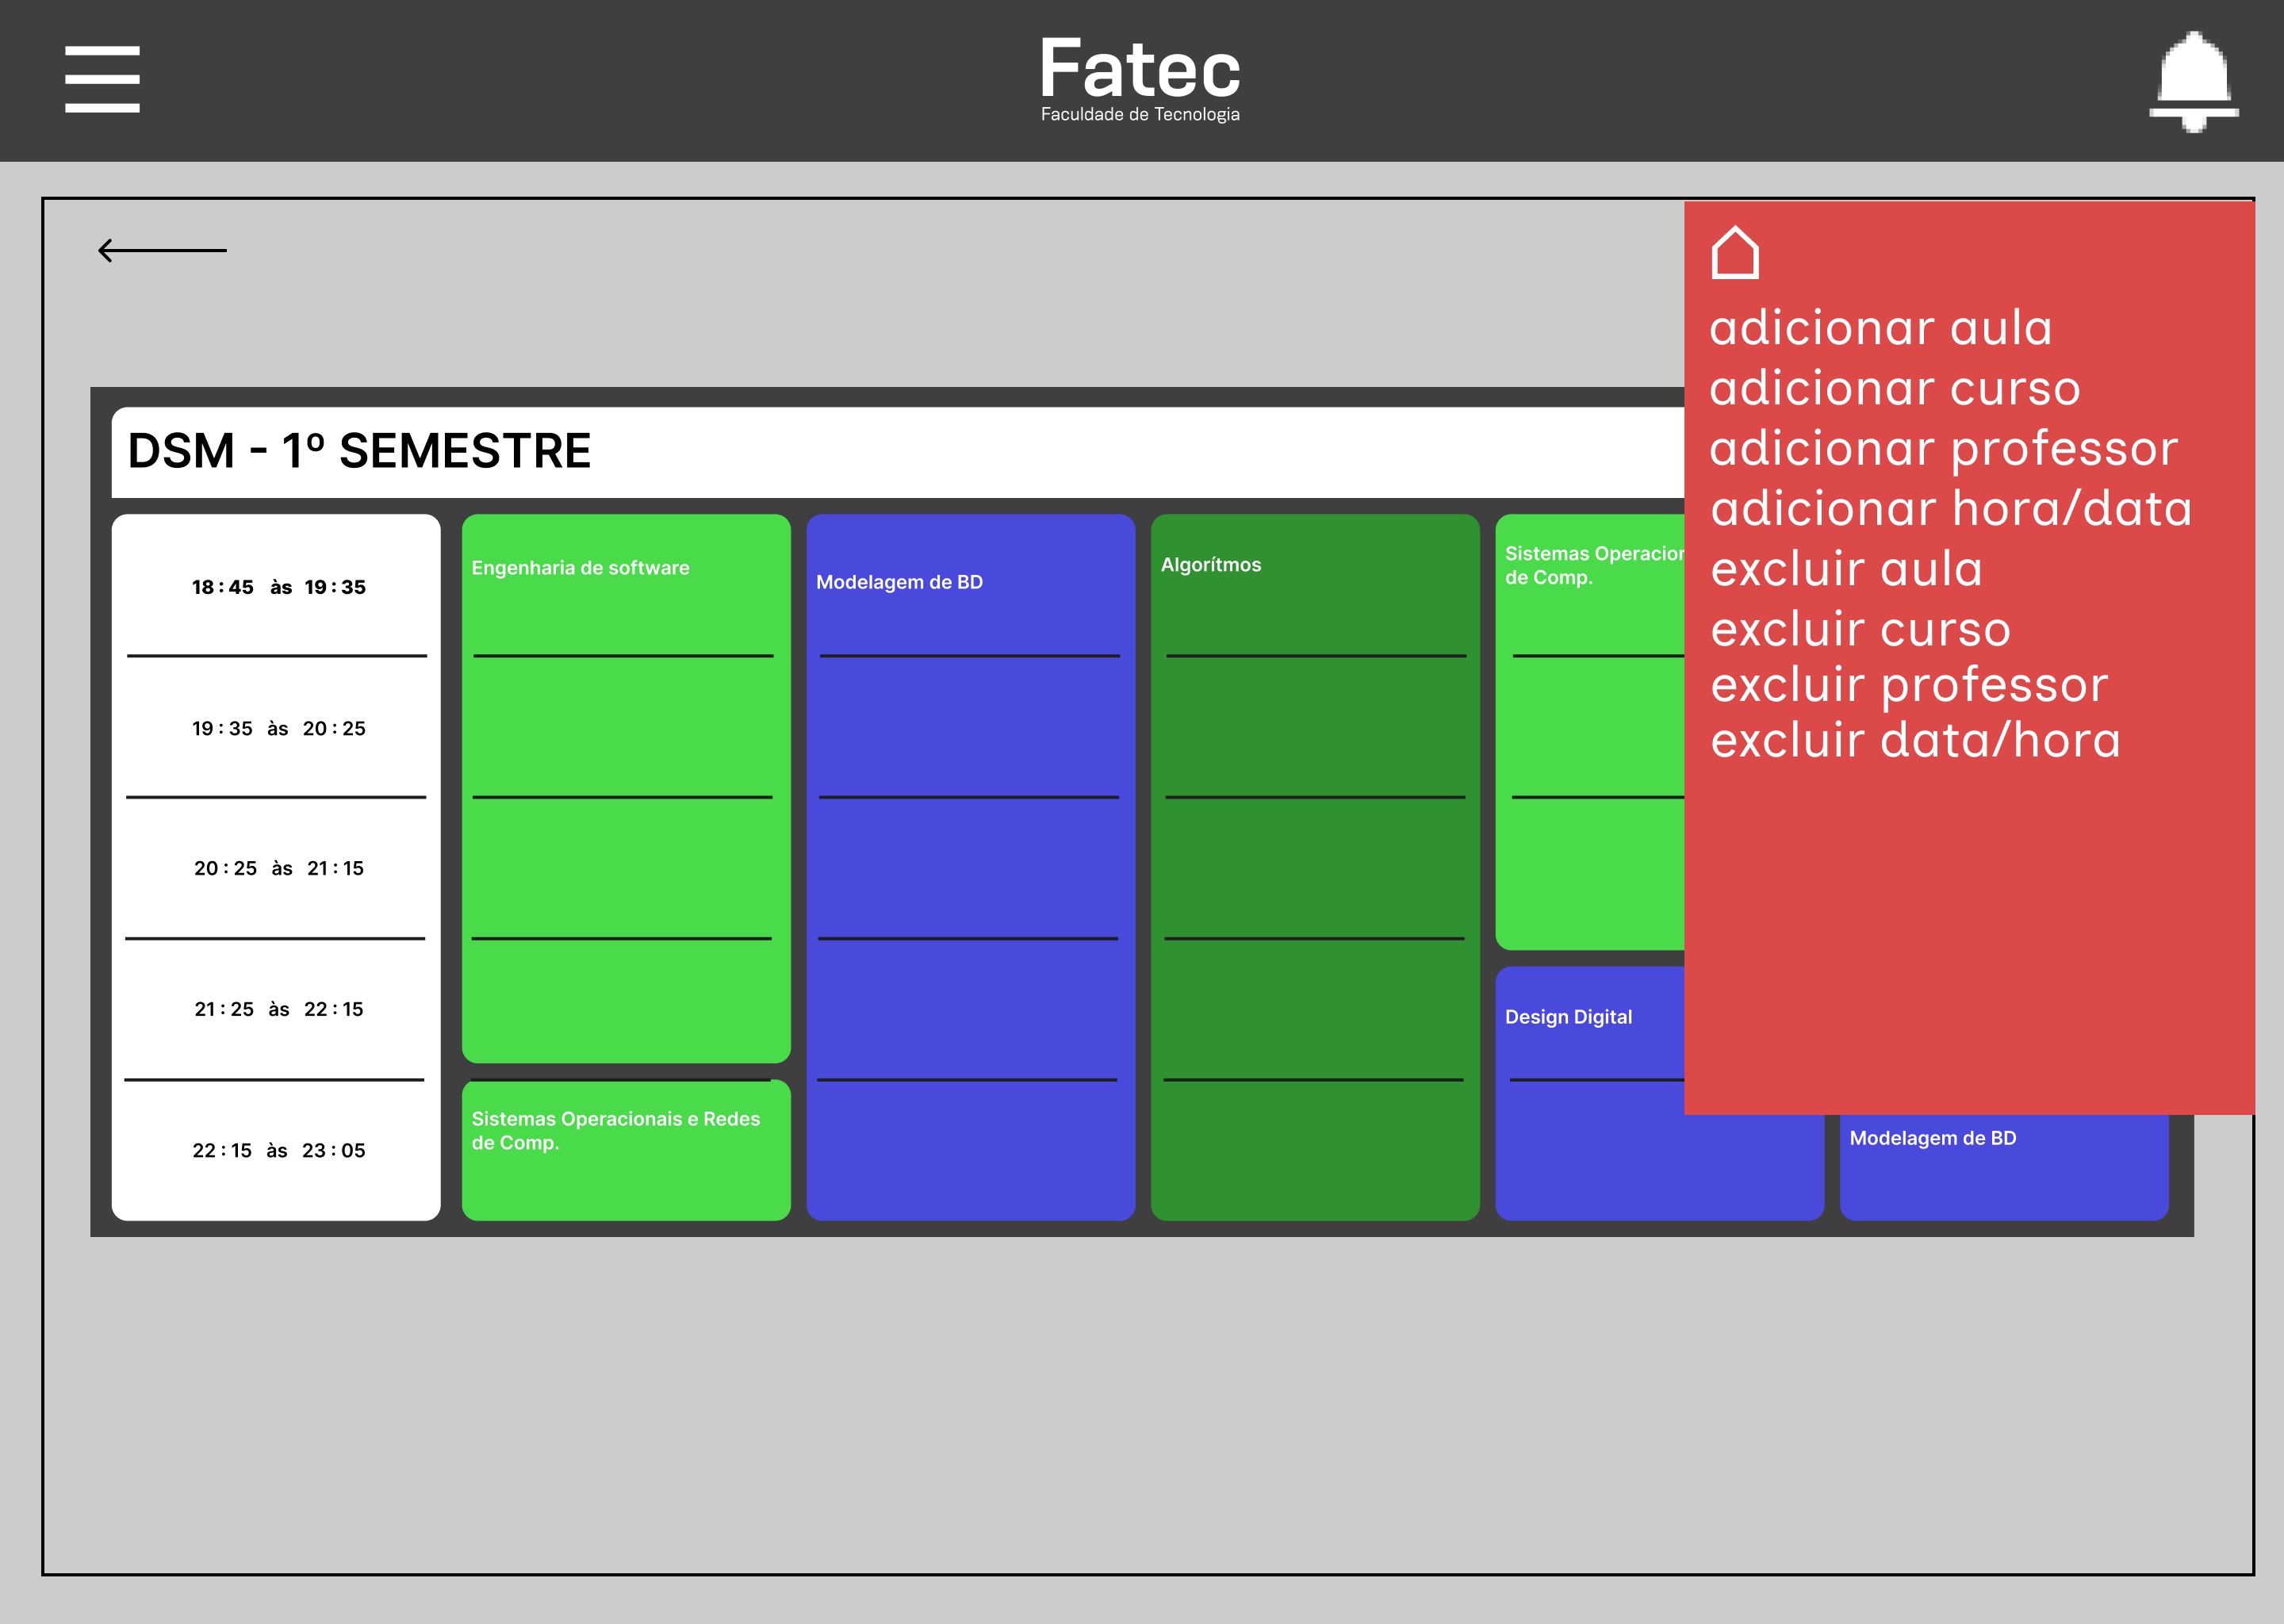 Fatec
Faculdade de Tecnologia
adicionar aula
adicionar curso
adicionar professor
adicionar hora/data
excluir aula
excluir curso
excluir professor
excluir data/hora
DSM - 1º SEMESTRE
18:45 às 19:35
19:35 às 20:25
20:25 às 21:15
21:25 às 22:15
22:15 às 23:05
Engenharia de software
Sistemas Operacionais e Redes
de Comp.
Modelagem de BD
Algorítmos
Sistemas Operacion
de Comp.
Design Digital
Modelagem de BD